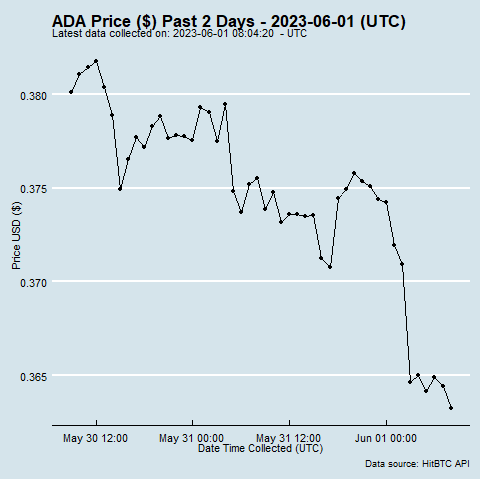 ADA Price ($) Past 2 Days - 2023-06-01 (UTC)
Latest data collected on: 2023-06-01 08:04:20  - UTC
0.380
0.375
0.370
0.365
Price USD ($)
May 30 12:00
May 31 00:00
May 31 12:00
Jun 01 00:00
Date Time Collected (UTC)
Data source: HitBTC API